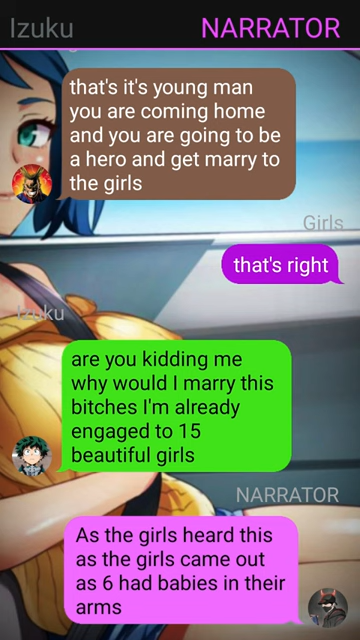 Izuku NARRATOR
that's it's young man
you are coming home
and you are going to be
a hero and get marry to
the girls
Girls
that's right
Izuku
are you kidding me
why would I marry this
bitches I'm already
engaged to 15
beautiful girls
NARRATOR
As the girls heard this
as the girls came out
as 6 had babies in their
arms